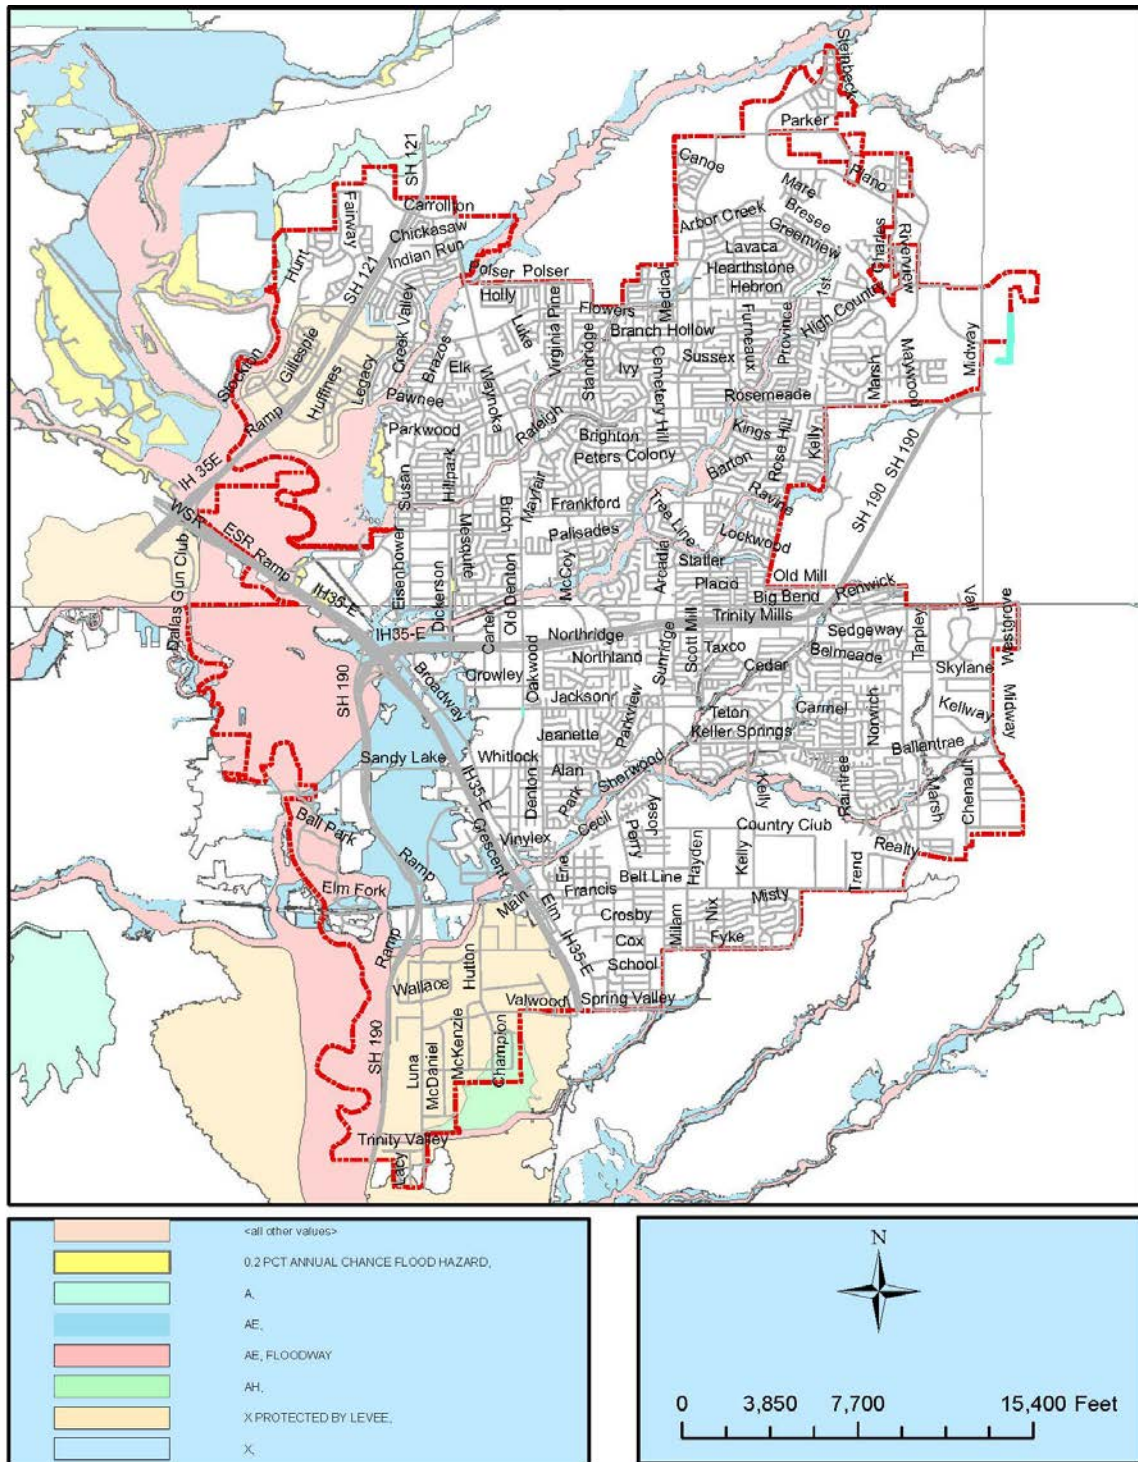 Steinbeck
Parker
Canoe
Plano
Mare
Bresee
Arbor Creek
Greenview
Lavaca
Hearthstone
Hebron
1st
Charles
Riverview
High Country
SH 121
Carrollton
Fairway
Chickasaw
Indian Run
Hunt
SH 121
Polser
Polser
Holly
Medical
Flowers
Virginia Pine
Luke
Branch Hollow
Standridge
Furneaux
Province
Midway
Gillespie
Creek Valley
Brazos
Elk
Ivy
Cemetery Hill
Sussex
Marsh
Maywood
Stockton
Huffines
Legacy
Pawnee
Waynoka
Rosemeade
Ramp
Raleigh
Parkwood
Brighton
Kings
Rose Hill
Kelly
Peters Colony
SH 190
SH 190
IH 35E
Susan
Hillpark
Mayfair
Barton
Birch
Frankford
Ravine
WSR
ESR Ramp
Mesquite
Palisades
Tree Line
Lockwood
Dallas Gun Club
Eisenhower
Dickerson
Old Denton
McCoy
Arcadia
Statler
Placio
Old Mill
Big Bend
Renwick
IH35-E
Vail
Westgrove
Trinity Mills
IH35-E
Carter
Northridge
Scott Mill
Sedgeway
Tarpley
Northland
Sunridge
Taxco
Belmeade
Cedar
Skylane
SH 190
Broadway
Crowley
Oakwood
Jackson
Midway
Parkview
Teton
Carmel
Norwich
Kellway
Jeanette
Keller Springs
Ballantrae
Sandy Lake
Whitlock
IH35-E
Alan
Sherwood
Denton
Park
Kelly
Raintree
Marsh
Chenault
Ball Park
Crescent
Vinylex
Cecil
Perry
Josey
Country Club
Realty
Ramp
Erie
Hayden
Kelly
Trend
Belt Line
Elm Fork
Main
Elm
Francis
Misty
Crosby
Milam
Nix
Fyke
Ramp
Hutton
IH35-E
Cox
School
Wallace
Valwood
Spring Valley
SH 190
Luna
McDaniel
McKenzie
Champion
Trinity Valley
Lacy
<all other values>
0.2 PCT ANNUAL CHANCE FLOOD HAZARD,
A,
AE,
AE, FLOODWAY
AH,
X PROTECTED BY LEVEE,
X,
N
0 3,850 7,700 15,400 Feet